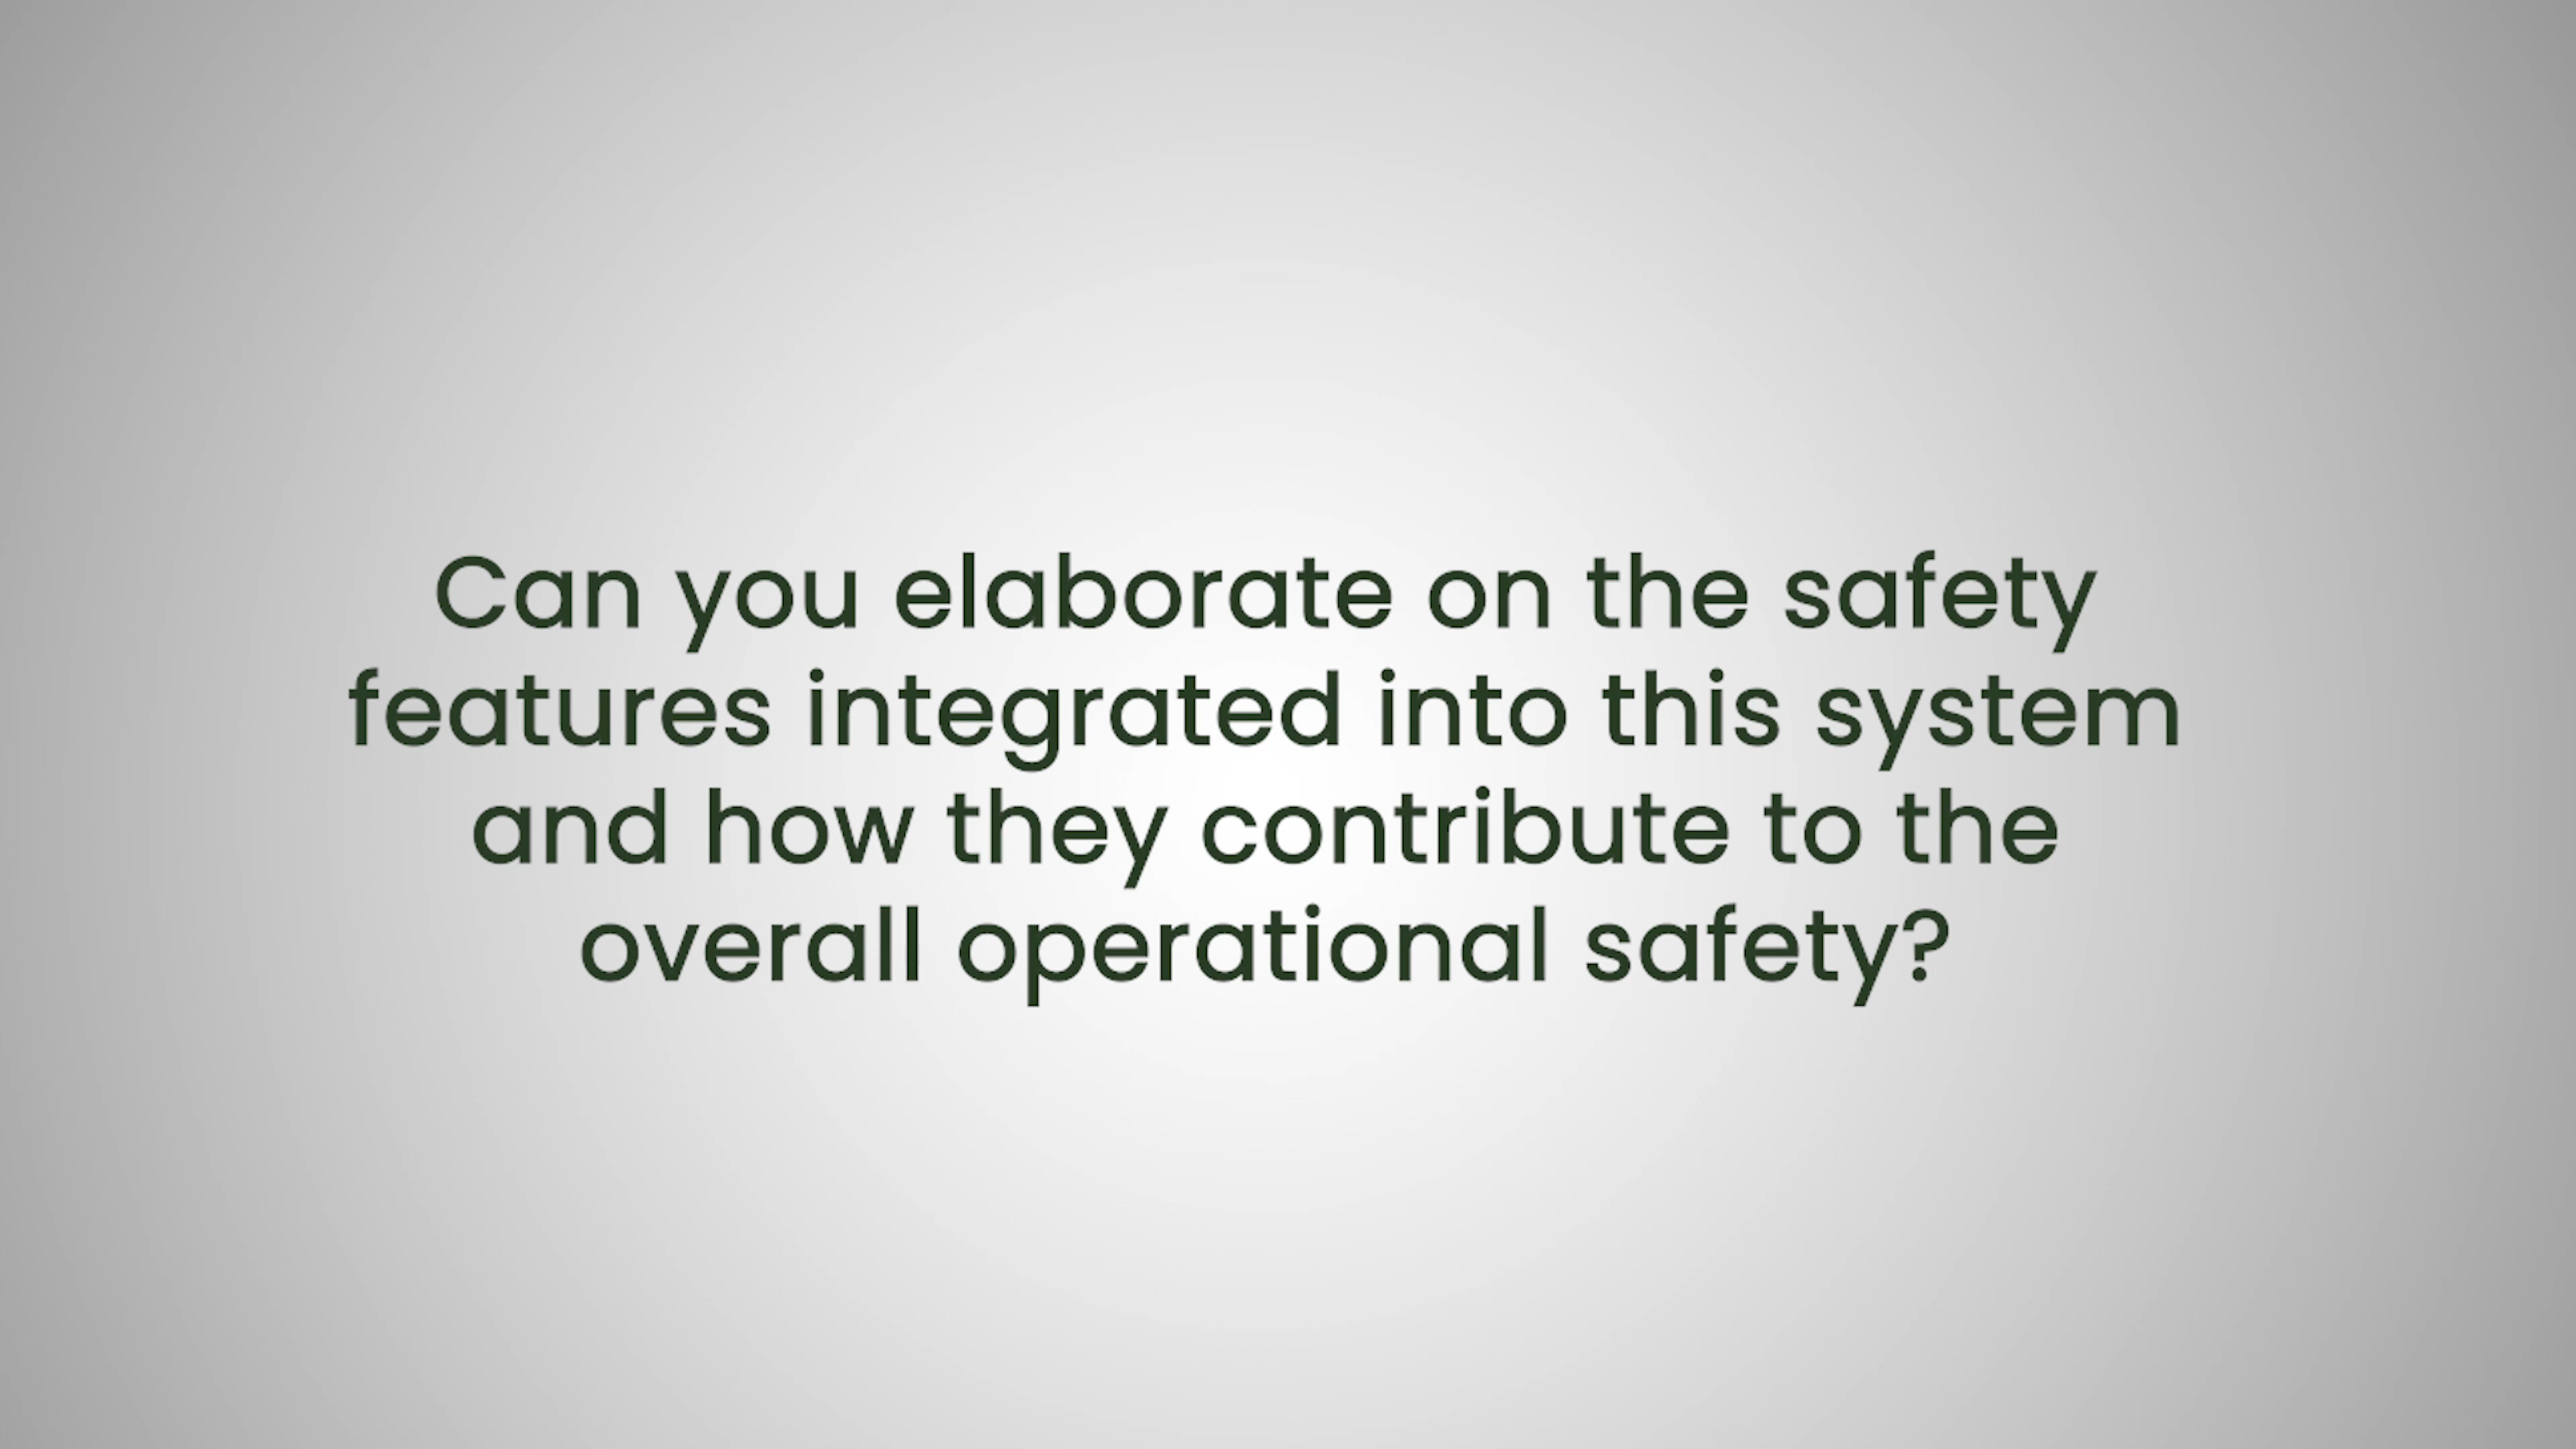 Can you elaborate on the safety
features integrated into this system
and how they contribute to the
overall operational safety?